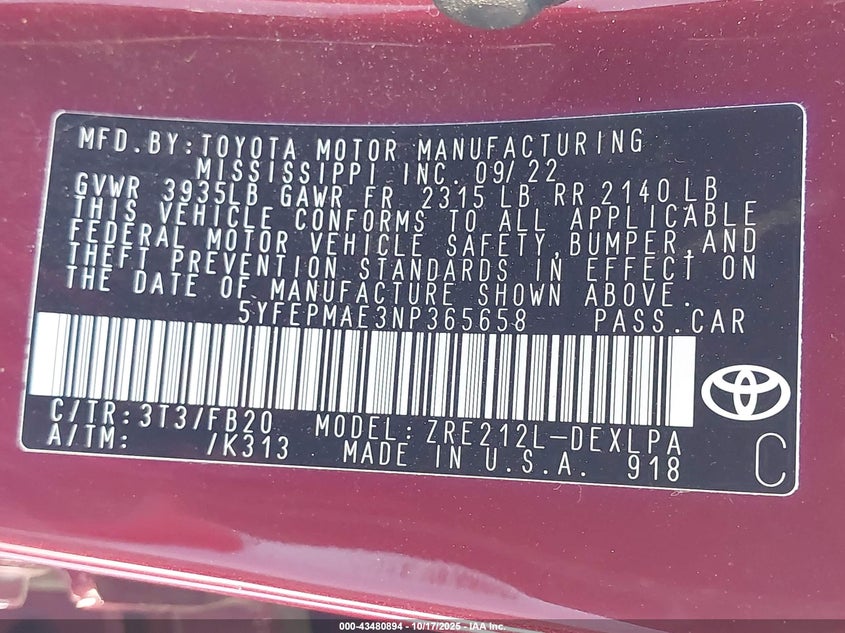 MFD.BY:TOYOTA MOTOR MANUFACTURING
MISSISSIPPI INC. 09/22
GVWR 3935LB GAWR FR 2315 LB RR 2140 LB
THIS VEHICLE CONFORMS TO ALL APPLICABLE
FEDERAL MOTOR VEHICLE SAFETY,BUMPER,AND
THEFT PREVENTION STANDARDS IN EFFECT ON
THE DATE OF MANUFACTURE SHOWN ABOVE.
5YFEPMAE3NP365658 PASS.CAR
C/TR:3T3/FB20 MODEL:ZRE212L-DEXLPA
A/TM: /K313 MADE IN U.S.A. 918 C
000-43480894 - 10/17/2025 - IAA Inc.